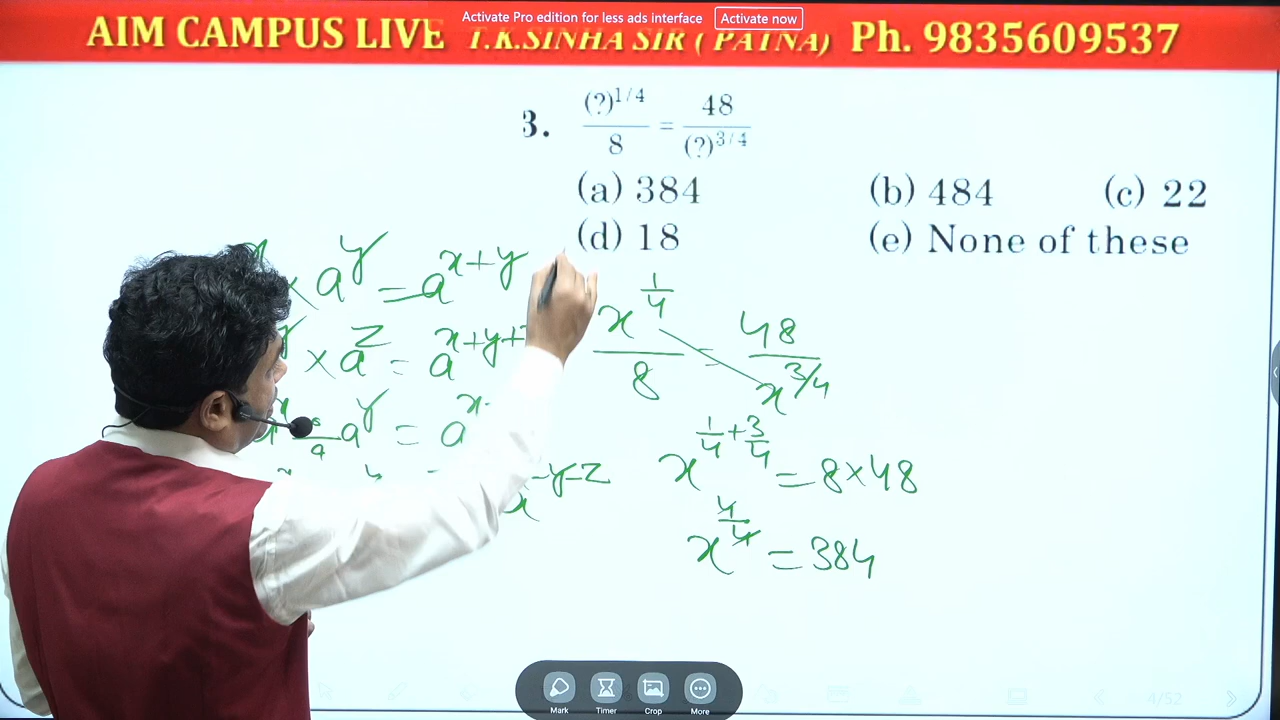 Activate Pro edition for less ads interface Activate now
AIM CAMPUS LIVE T.K.SINHA SIR ( PATNA) Ph. 9835609537
3. (?)^{1/4} / 8 = 48 / (?)^{3/4}
(a) 384 (b) 484 (c) 22
(d) 18 (e) None of these
× a^y = a^{x+y}
× a^z = a^{x+y+
a^y = a^x
-y-z
x^{1/4} / 8 = 48 / x^{3/4}
x^{1/4 + 3/4} = 8×48
x^{4/4} = 384
Mark Timer Crop More
4/52